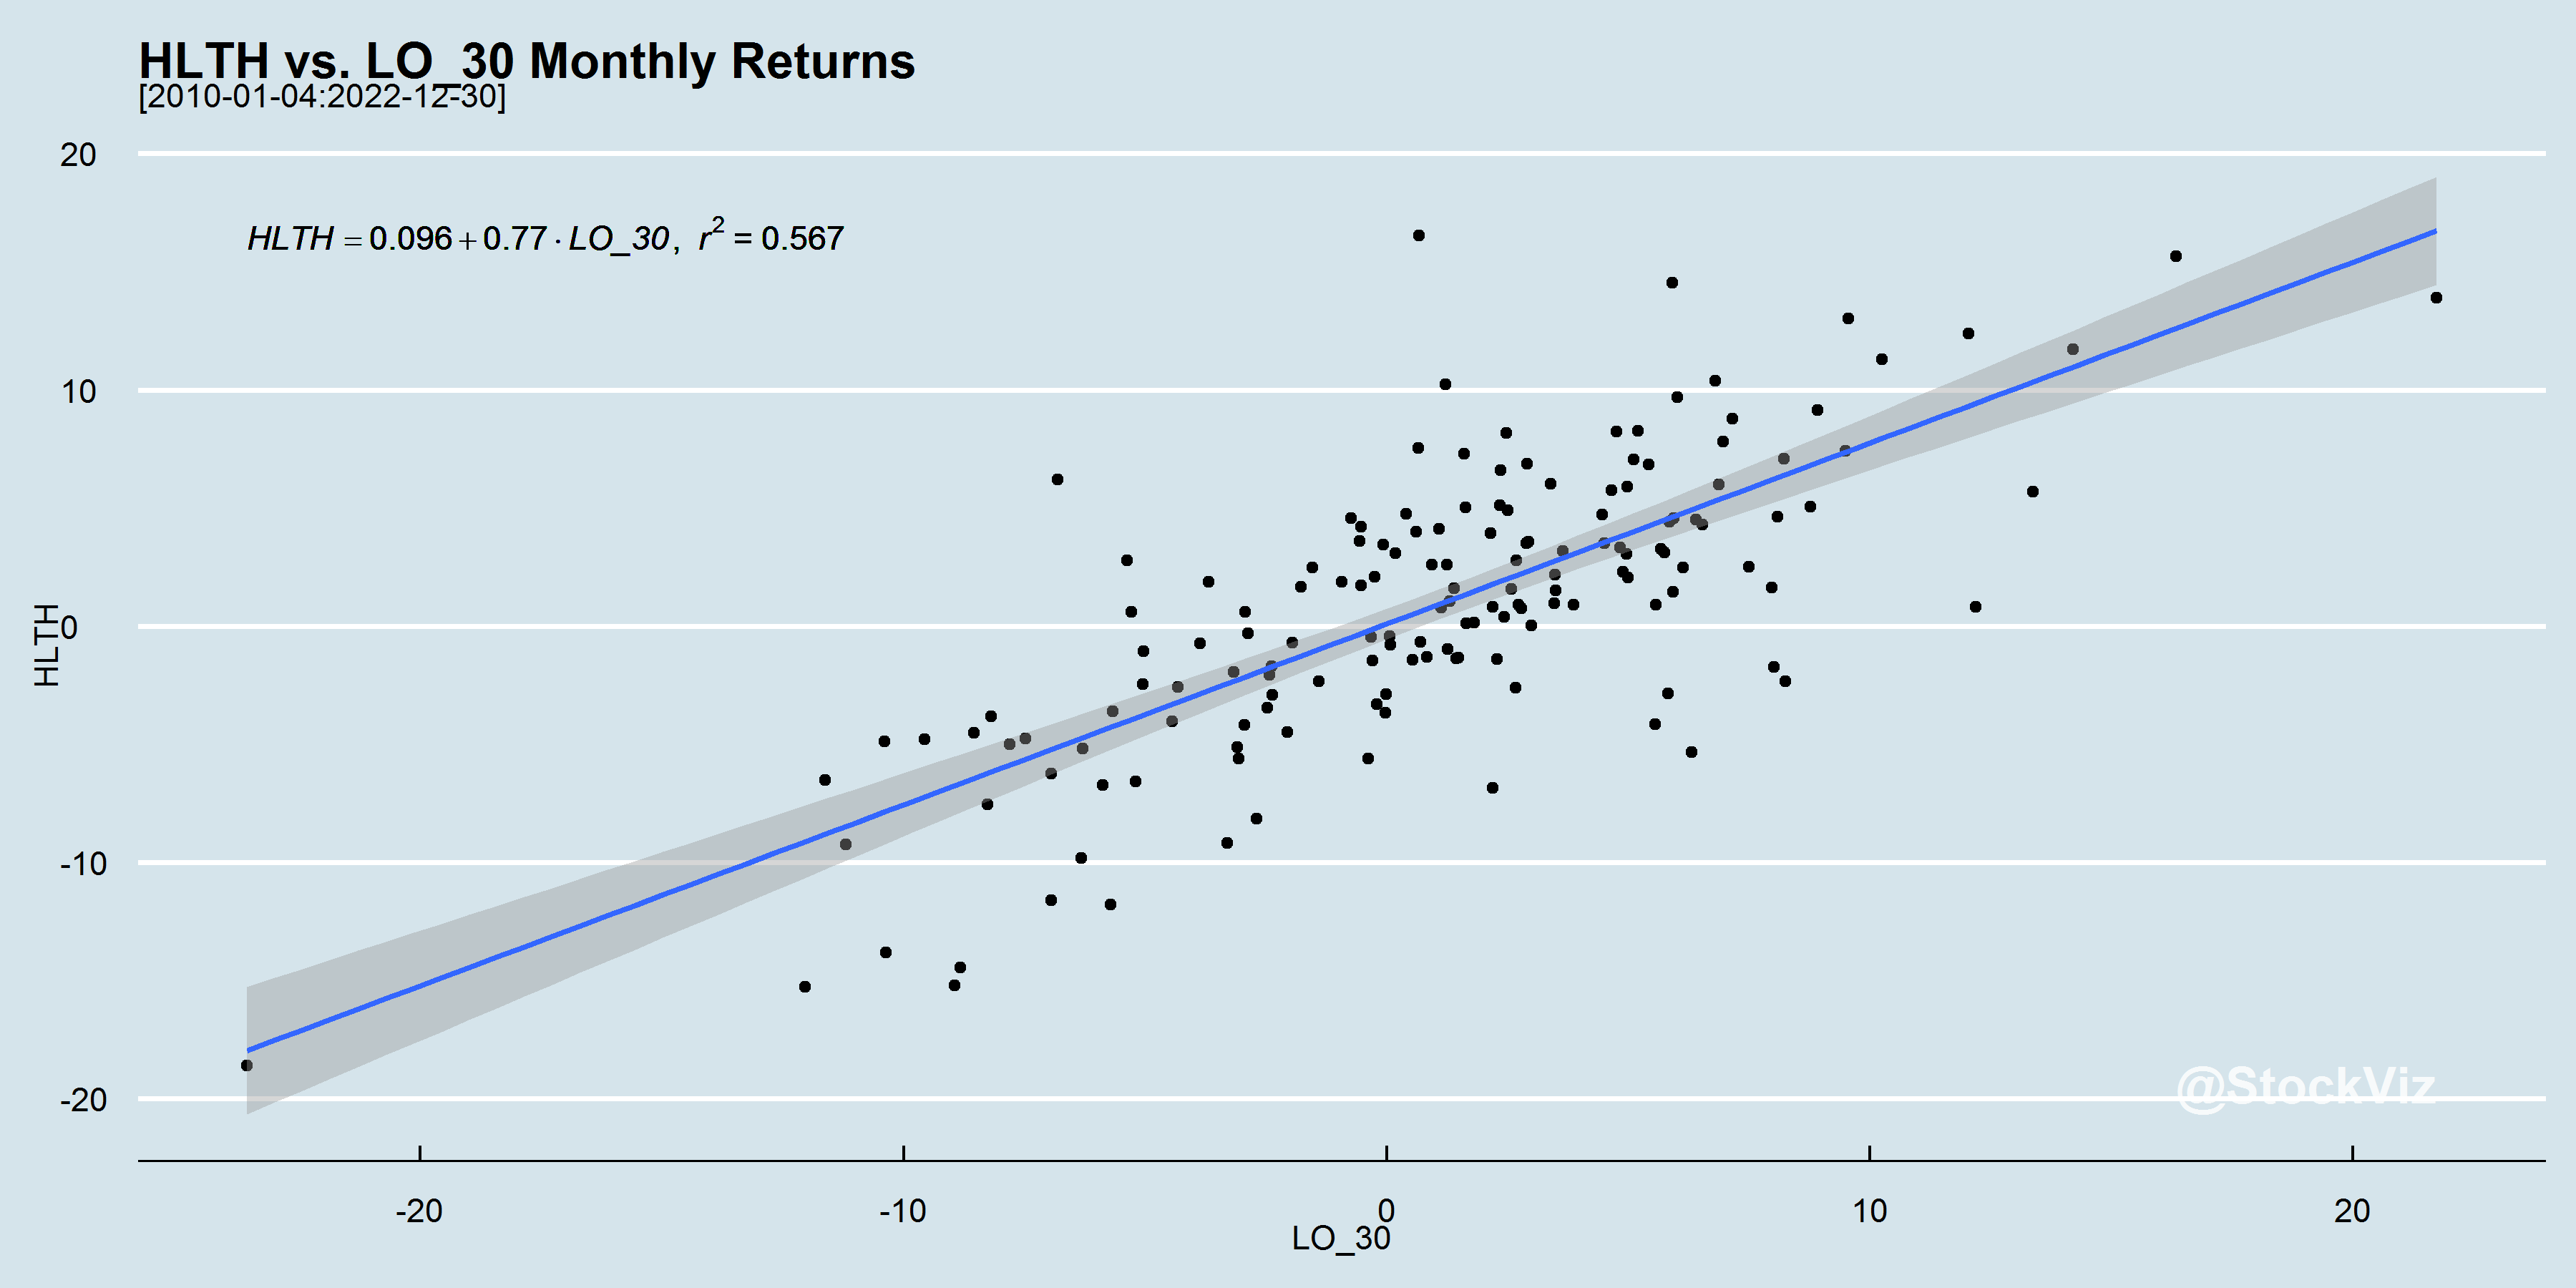 HLTH vs. LO_30 Monthly Returns
[2010-01-04:2022-12-30]
HLTH = 0.096 + 0.77 · LO_30, r² = 0.567
20
10
0
-10
-20
HLTH
@StockViz
-20 -10 0 10 20
LO_30